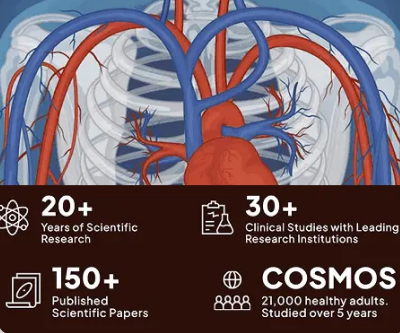 20+
Years of Scientific
Research
30+
Clinical Studies with Leading
Research Institutions
150+
Published
Scientific Papers
COSMOS
21,000 healthy adults.
Studied over 5 years